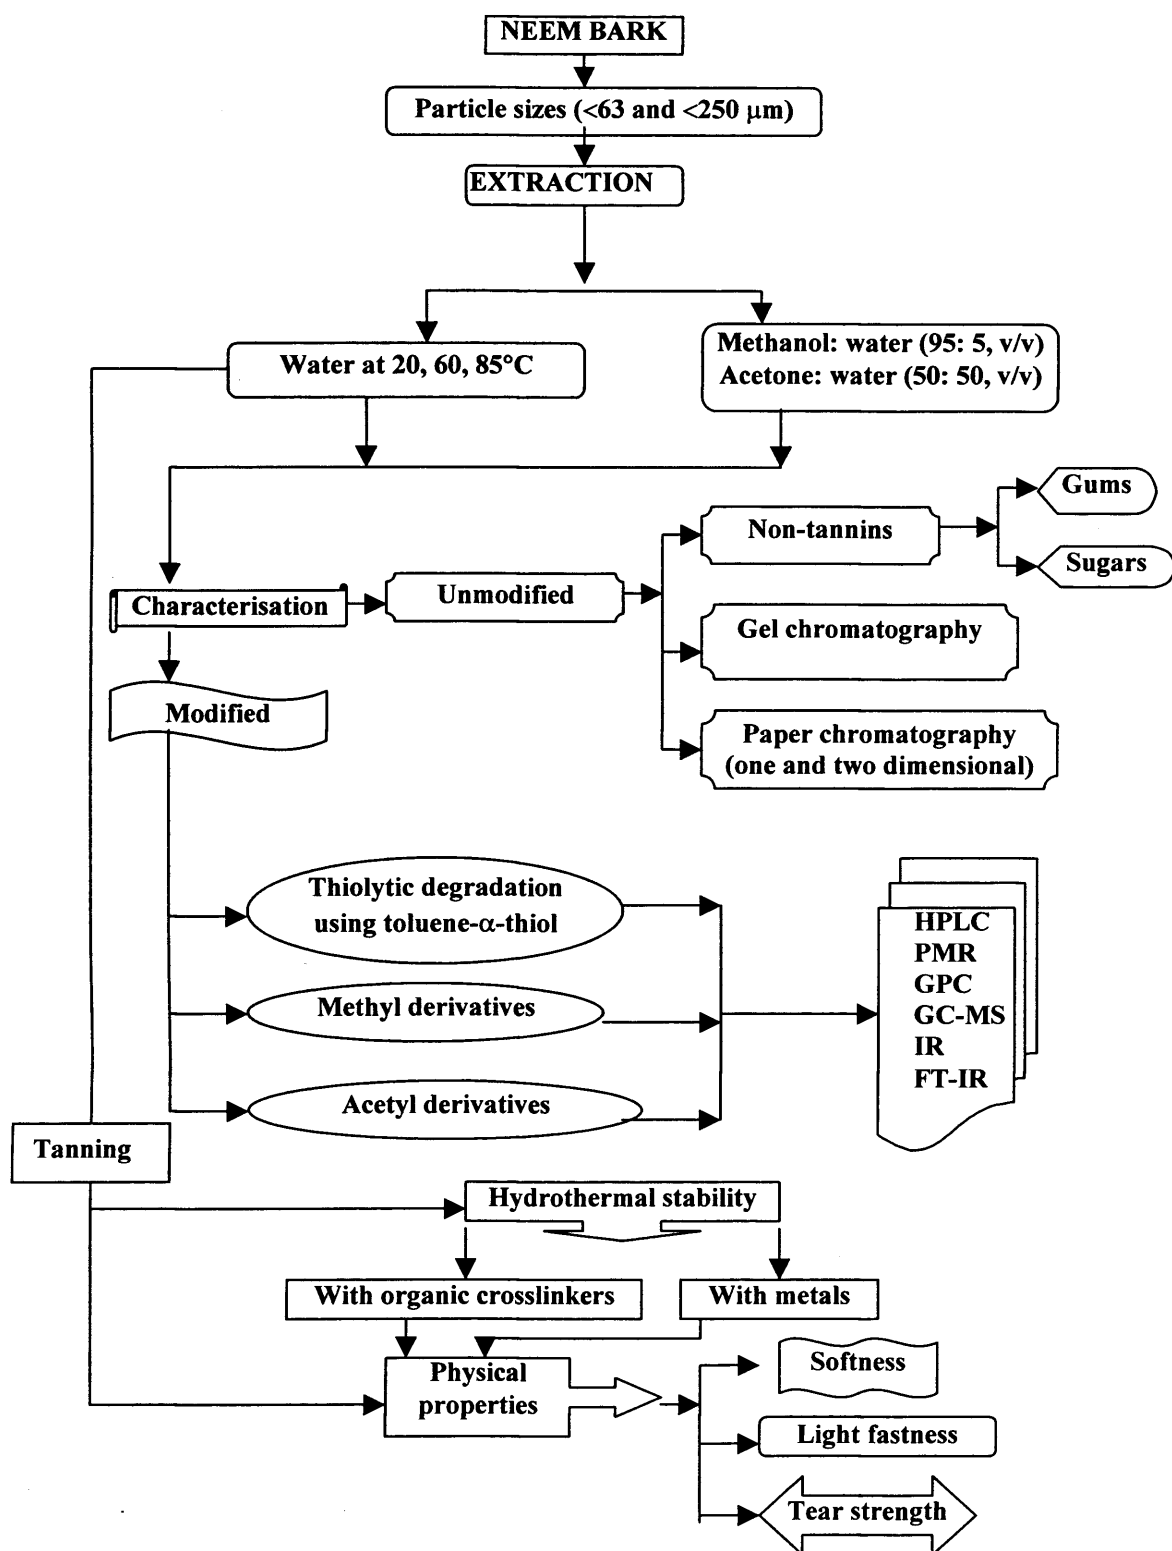 NEEM BARK
Particle sizes (<63 and <250 µm)
EXTRACTION
Water at 20, 60, 85°C
Methanol: water (95: 5, v/v)
Acetone: water (50: 50, v/v)
Gums
Non-tannins
Sugars
Characterisation
Unmodified
Gel chromatography
Modified
Paper chromatography
(one and two dimensional)
Thiolytic degradation
using toluene-α-thiol
Methyl derivatives
Acetyl derivatives
HPLC
PMR
GPC
GC-MS
IR
FT-IR
Tanning
Hydrothermal stability
With organic crosslinkers
With metals
Physical
properties
Softness
Light fastness
Tear strength